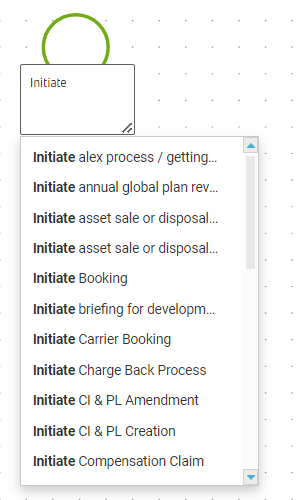 Initiate
Initiate alex process / getting...
Initiate annual global plan rev...
Initiate asset sale or disposal...
Initiate asset sale or disposal...
Initiate Booking
Initiate briefing for developm...
Initiate Carrier Booking
Initiate Charge Back Process
Initiate CI & PL Amendment
Initiate CI & PL Creation
Initiate Compensation Claim